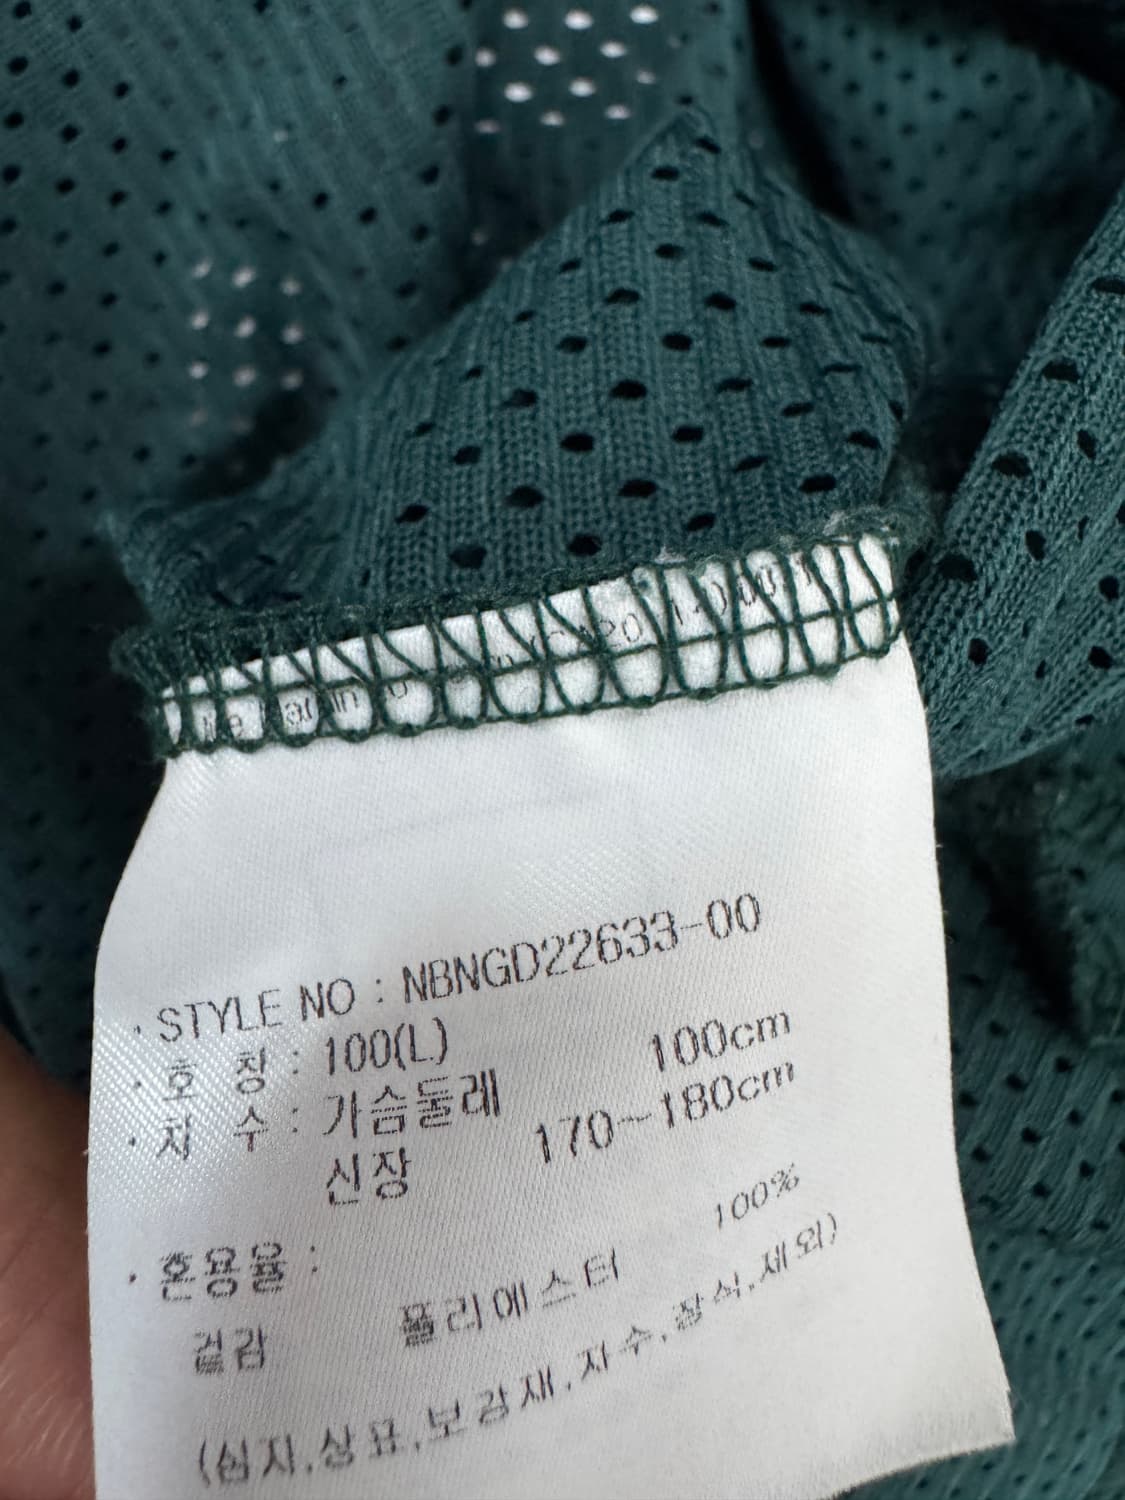 · STYLE NO : NBNGD22633-00
· 호 칭 : 100(L)
· 치 수 : 가슴둘레 100cm
신장 170~180cm
· 혼용율 :
겉감 폴리에스터 100%
(심지,상표,보강재,자수,장식,제외)